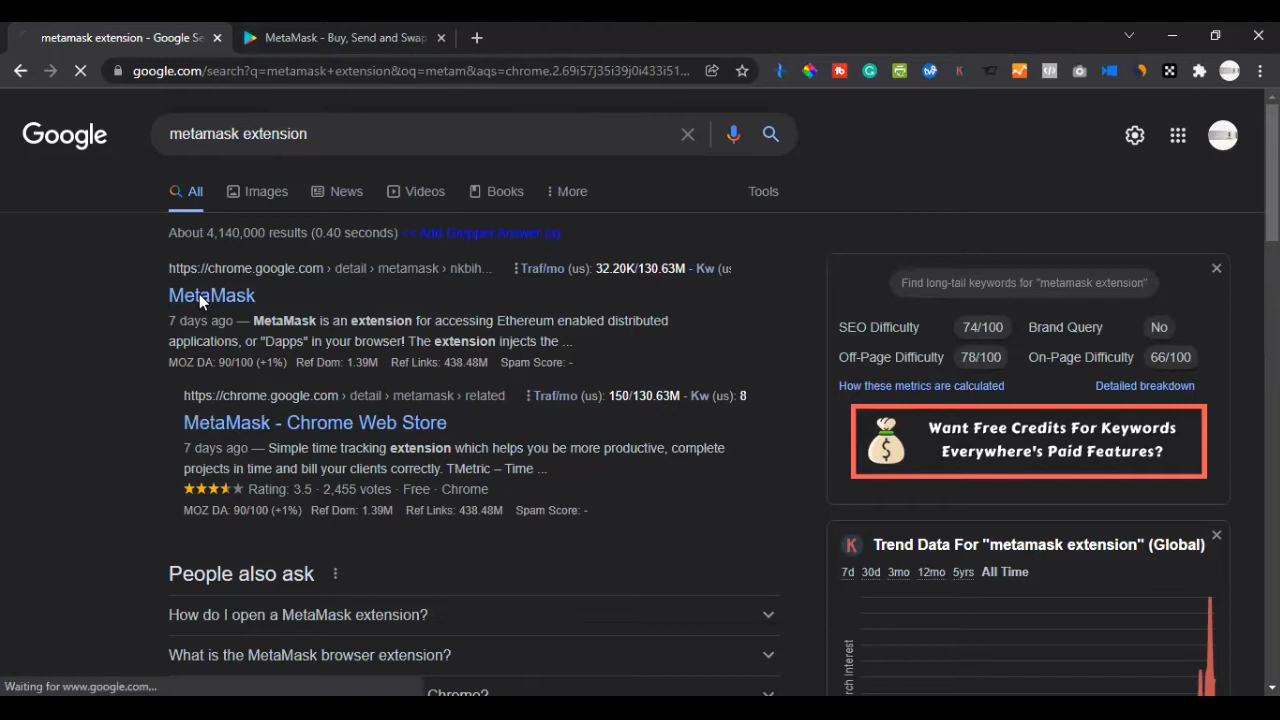 metamask extension - Google Se
MetaMask - Buy, Send and Swap
google.com/search?q=metamask+extension&oq=metam&aqs=chrome.2.69i57j35i39j0i433i51...
Google
metamask extension
All
Images
News
Videos
Books
More
Tools
About 4,140,000 results (0.40 seconds) << Add Grepper Answer (a)
https://chrome.google.com › detail › metamask › nkbih...
Traf/mo (us): 32.20K/130.63M - Kw (us
MetaMask
7 days ago — MetaMask is an extension for accessing Ethereum enabled distributed
applications, or "Dapps" in your browser! The extension injects the ...
MOZ DA: 90/100 (+1%) Ref Dom: 1.39M Ref Links: 438.48M Spam Score: -
https://chrome.google.com › detail › metamask › related
Traf/mo (us): 150/130.63M - Kw (us): 8
MetaMask - Chrome Web Store
7 days ago — Simple time tracking extension which helps you be more productive, complete
projects in time and bill your clients correctly. TMetric – Time ...
Rating: 3.5 · 2,455 votes · Free · Chrome
MOZ DA: 90/100 (+1%) Ref Dom: 1.39M Ref Links: 438.48M Spam Score: -
People also ask
How do I open a MetaMask extension?
What is the MetaMask browser extension?
Chrome?
Waiting for www.google.com...
Find long-tail keywords for "metamask extension"
SEO Difficulty 74/100 Brand Query No
Off-Page Difficulty 78/100 On-Page Difficulty 66/100
How these metrics are calculated Detailed breakdown
Want Free Credits For Keywords
Everywhere's Paid Features?
K Trend Data For "metamask extension" (Global)
7d 30d 3mo 12mo 5yrs All Time
rch Interest